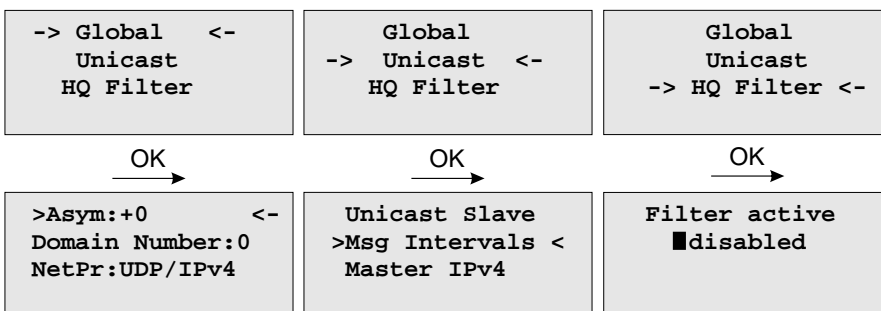 -> Global <-
Unicast
HQ Filter
Global
-> Unicast <-
HQ Filter
Global
Unicast
-> HQ Filter <-
OK
OK
OK
>Asym:+0 <-
Domain Number:0
NetPr:UDP/IPv4
Unicast Slave
>Msg Intervals <
Master IPv4
Filter active
disabled